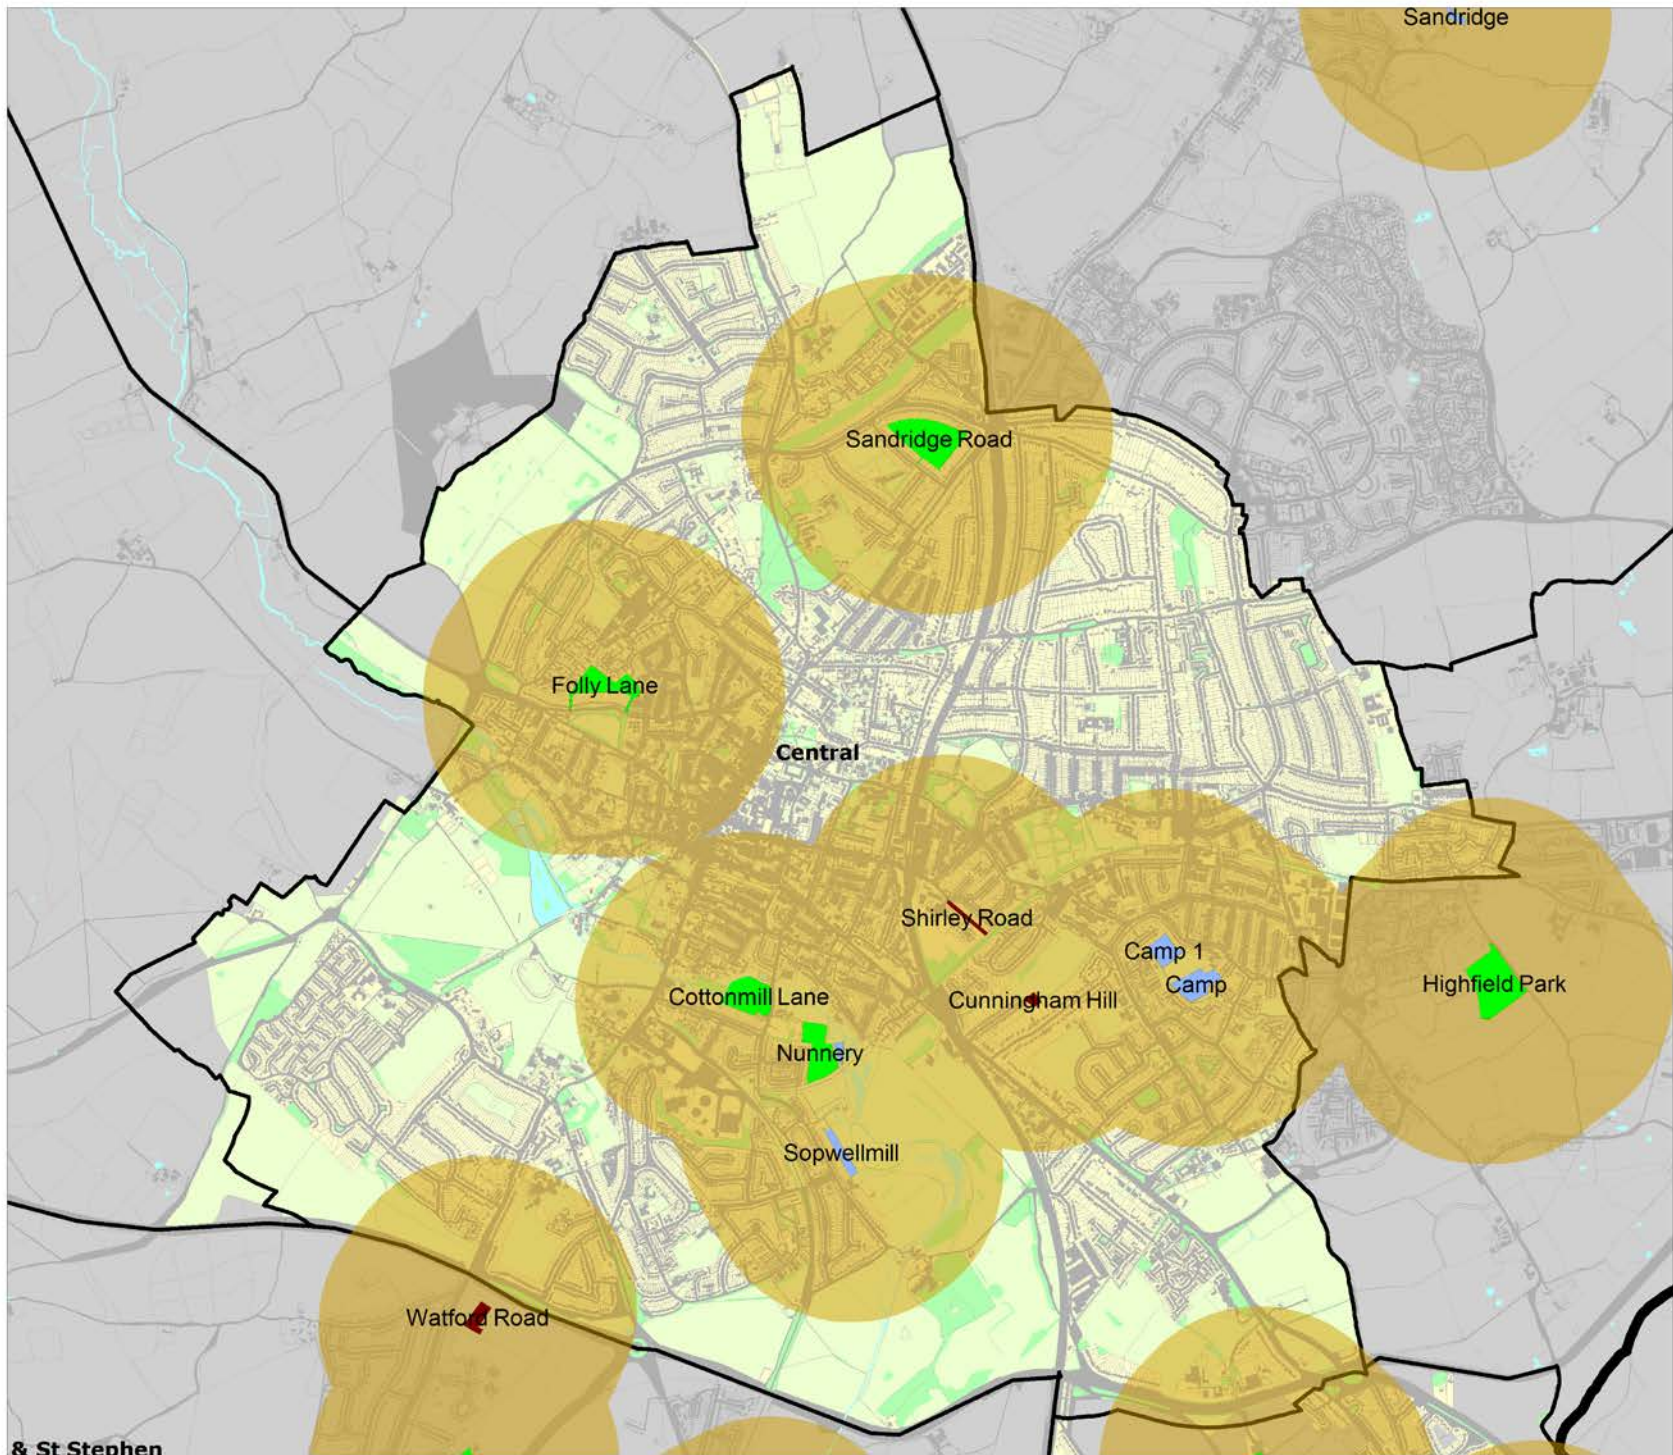 Sandridge
Sandridge Road
Folly Lane
Central
Shirley Road
Camp 1
Camp
Highfield Park
Cottonmill Lane
Cunningham Hill
Nunnery
Sopwellmill
Watford Road
& St Stephen